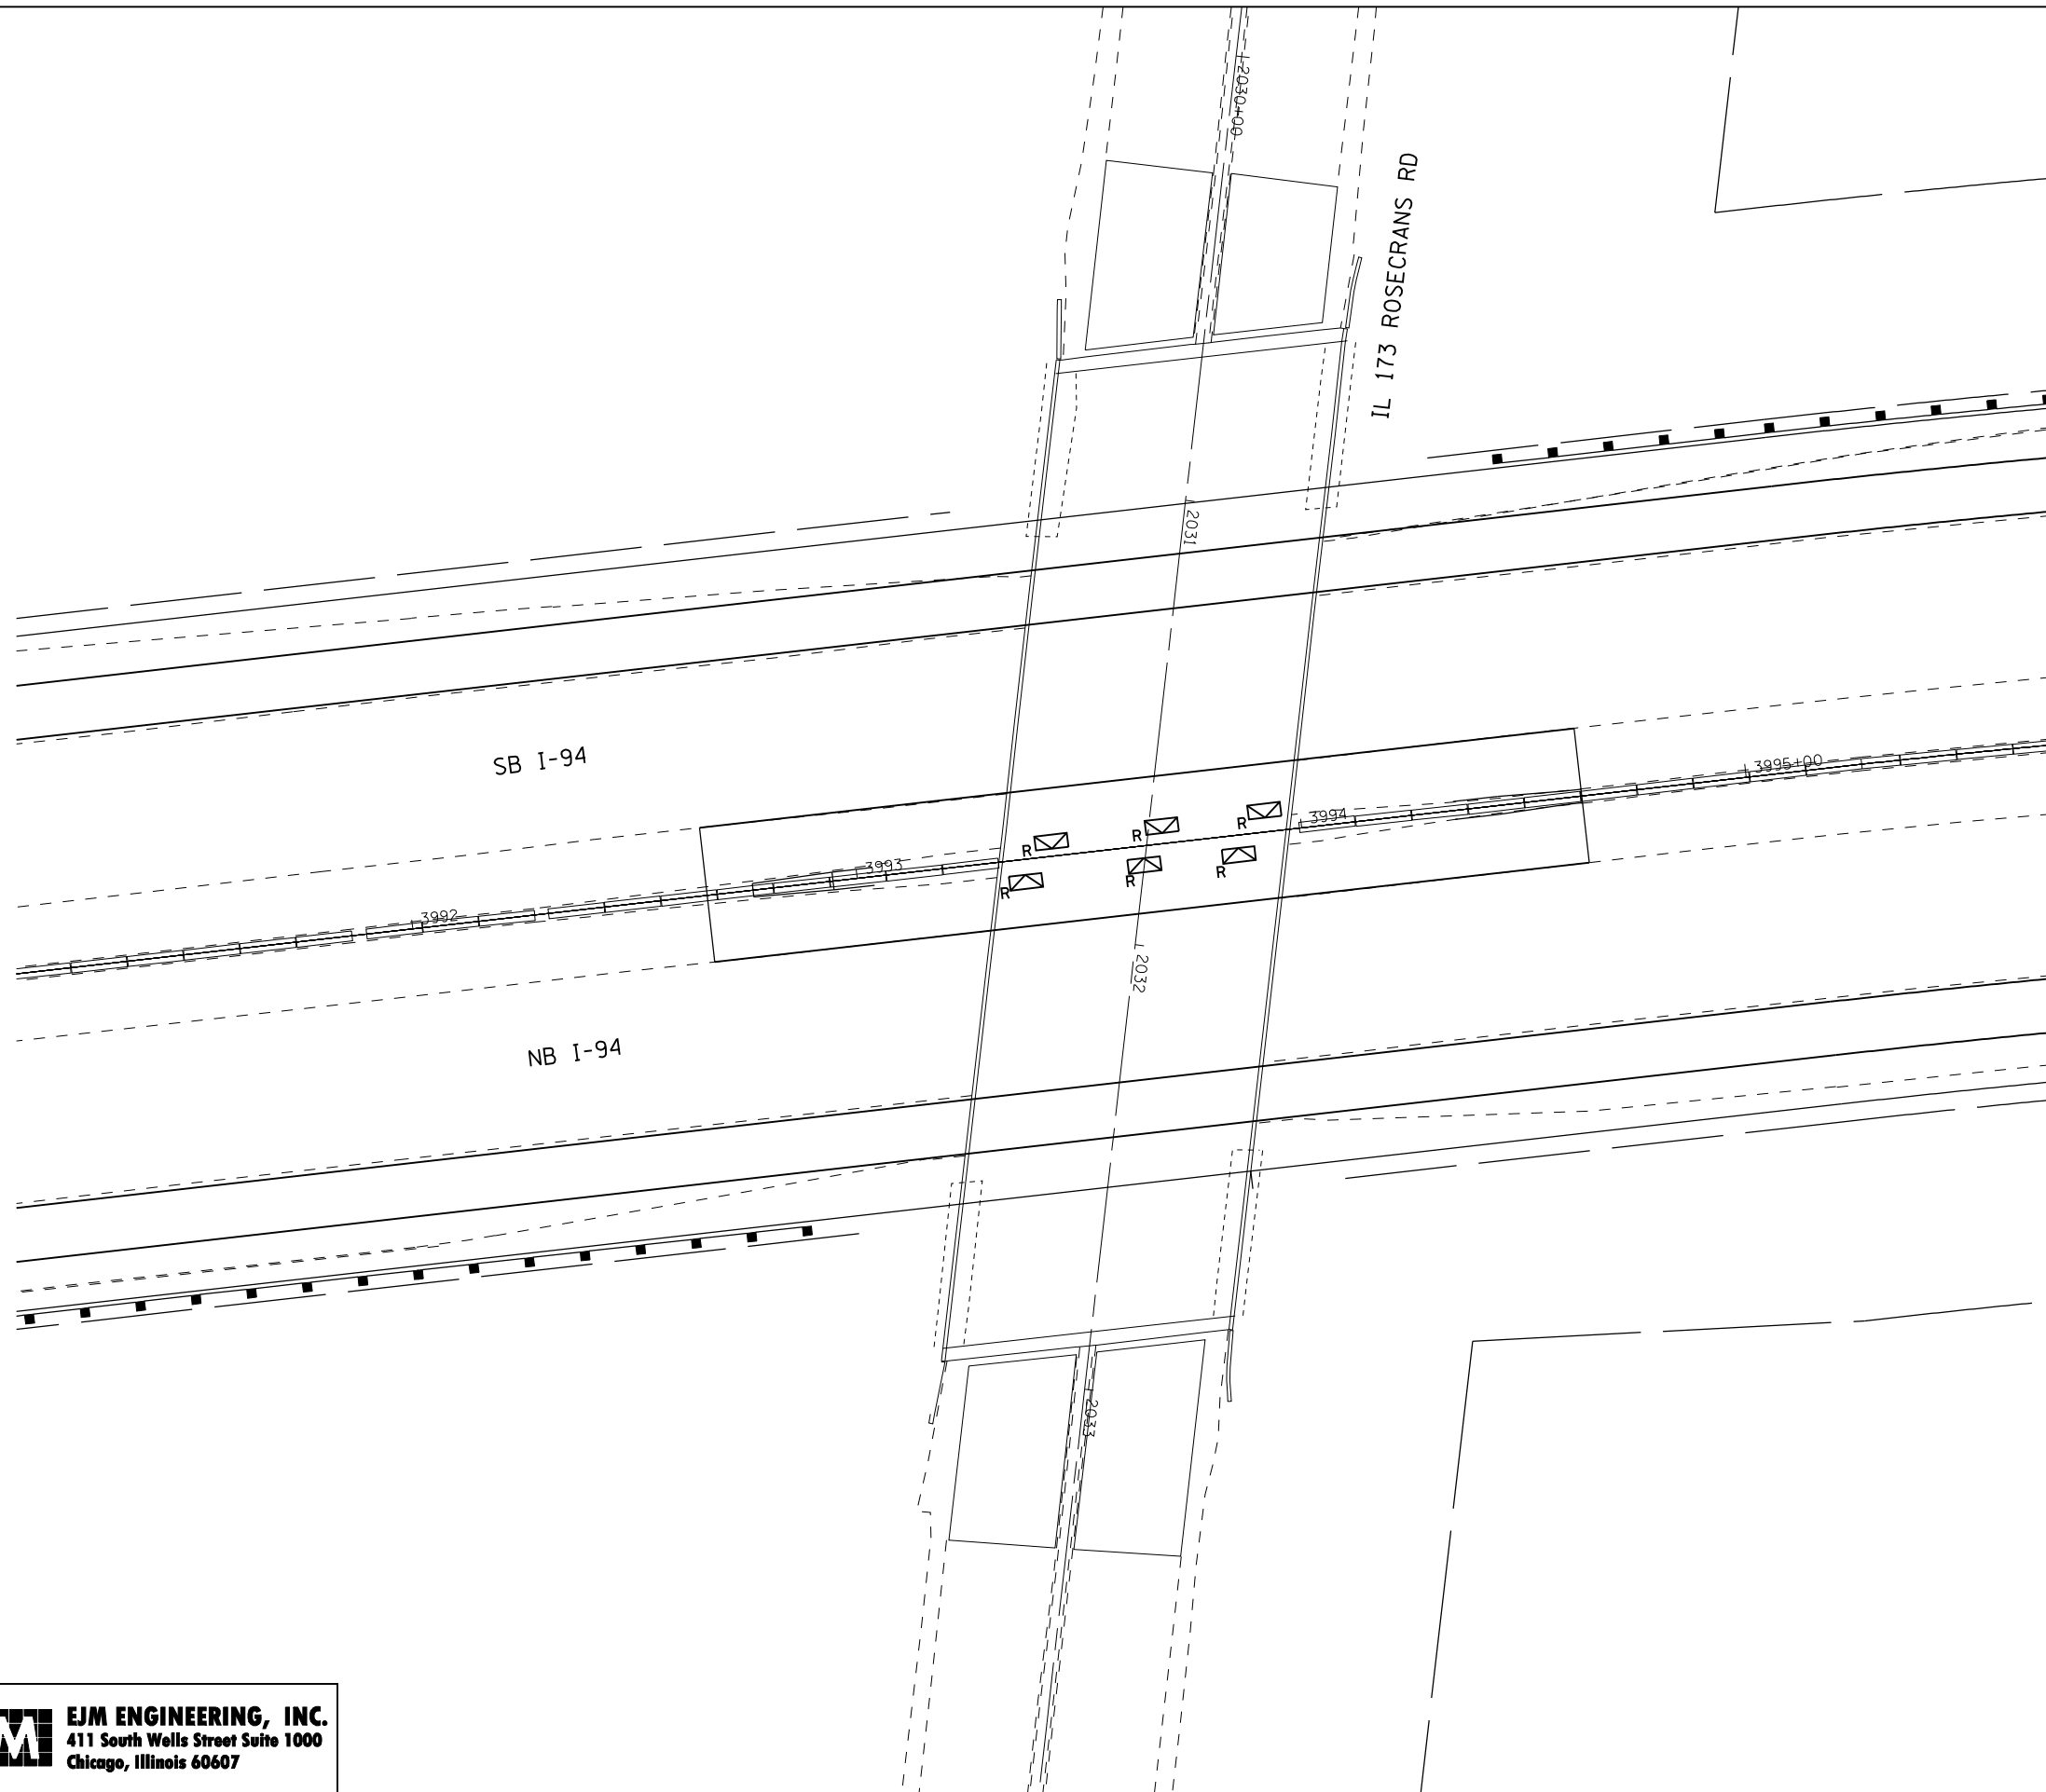 2030+00
IL 173 ROSECRANS RD
2031
SB I-94
3995+00
3994
R
R
R
3993
R
R
R
3992
2032
NB I-94
2033
EJM ENGINEERING, INC.
411 South Wells Street Suite 1000
Chicago, Illinois 60607